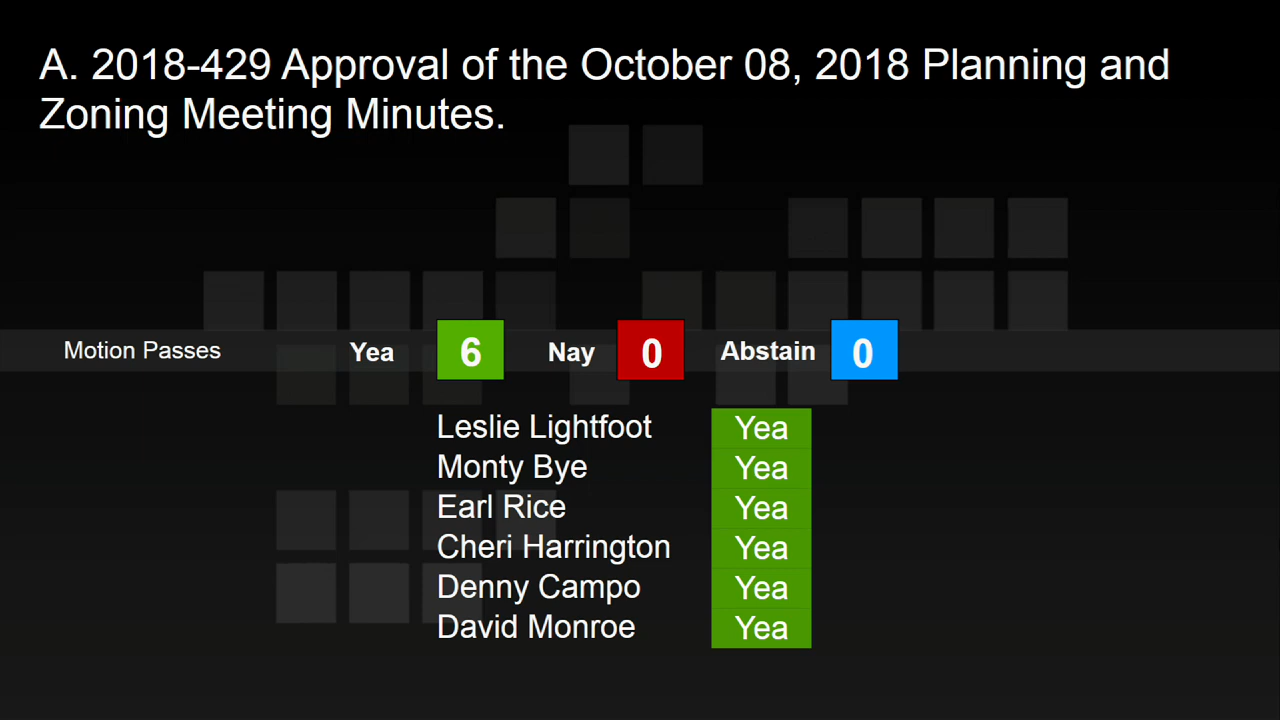 A. 2018-429 Approval of the October 08, 2018 Planning and
Zoning Meeting Minutes.
Motion Passes Yea 6 Nay 0 Abstain 0
Leslie Lightfoot Yea
Monty Bye Yea
Earl Rice Yea
Cheri Harrington Yea
Denny Campo Yea
David Monroe Yea